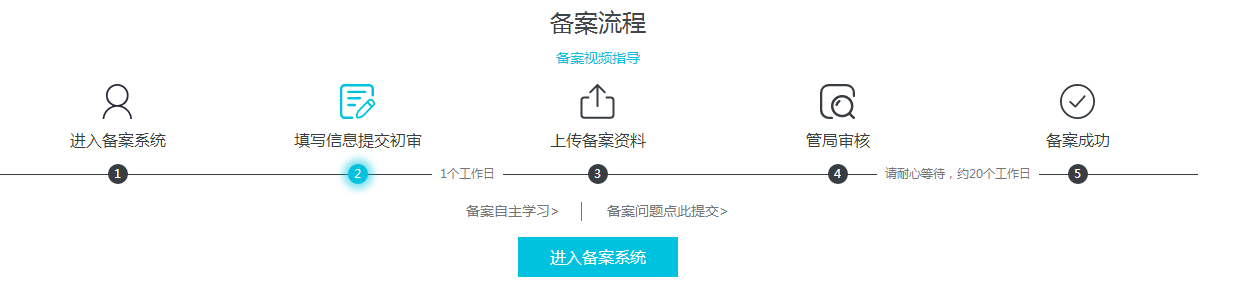 备案流程
备案视频指导
进入备案系统 填写信息提交初审 上传备案资料 管局审核 备案成功
1 2 1个工作日 3 4 请耐心等待，约20个工作日 5
备案自主学习> 备案问题点此提交>
进入备案系统